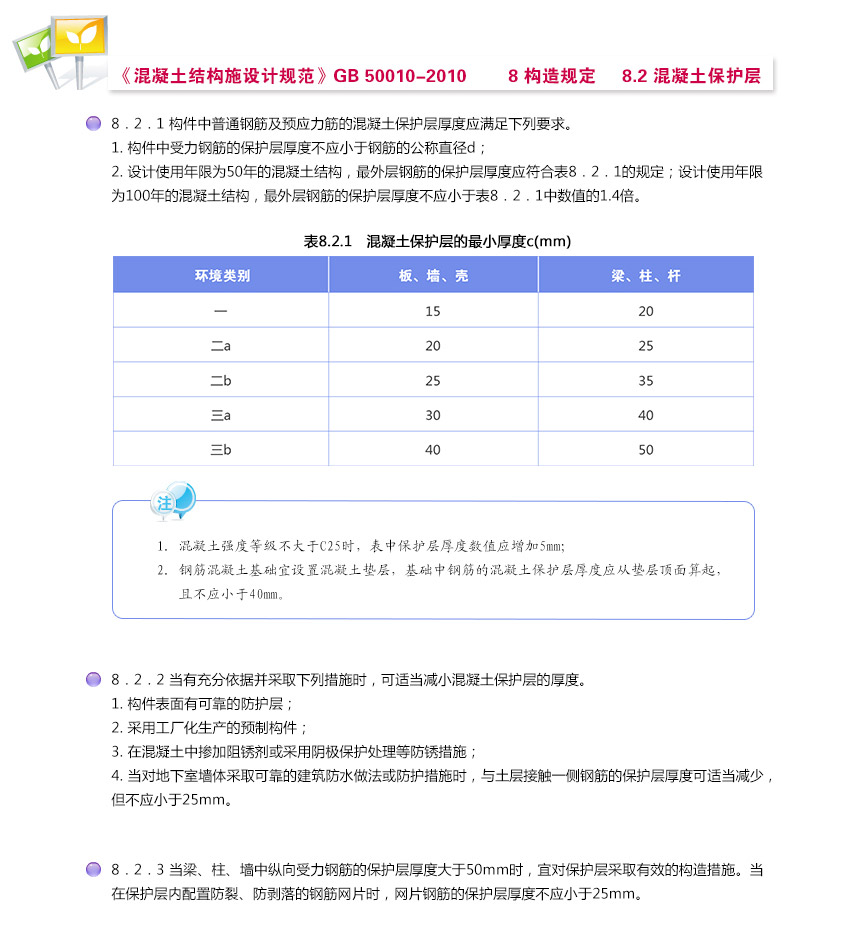 《混凝土结构施设计规范》GB 50010-2010 8 构造规定 8.2 混凝土保护层
8．2．1 构件中普通钢筋及预应力筋的混凝土保护层厚度应满足下列要求。
1. 构件中受力钢筋的保护层厚度不应小于钢筋的公称直径d；
2. 设计使用年限为50年的混凝土结构，最外层钢筋的保护层厚度应符合表8．2．1的规定；设计使用年限
为100年的混凝土结构，最外层钢筋的保护层厚度不应小于表8．2．1中数值的1.4倍。
表8.2.1 混凝土保护层的最小厚度c(mm)
环境类别 板、墙、壳 梁、柱、杆
一 15 20
二a 20 25
二b 25 35
三a 30 40
三b 40 50
注
1. 混凝土强度等级不大于C25时，表中保护层厚度数值应增加5mm;
2. 钢筋混凝土基础宜设置混凝土垫层，基础中钢筋的混凝土保护层厚度应从垫层顶面算起，
且不应小于40mm。
8．2．2 当有充分依据并采取下列措施时，可适当减小混凝土保护层的厚度。
1. 构件表面有可靠的防护层；
2. 采用工厂化生产的预制构件；
3. 在混凝土中掺加阻锈剂或采用阴极保护处理等防锈措施；
4. 当对地下室墙体采取可靠的建筑防水做法或防护措施时，与土层接触一侧钢筋的保护层厚度可适当减少，
但不应小于25mm。
8．2．3 当梁、柱、墙中纵向受力钢筋的保护层厚度大于50mm时，宜对保护层采取有效的构造措施。当
在保护层内配置防裂、防剥落的钢筋网片时，网片钢筋的保护层厚度不应小于25mm。